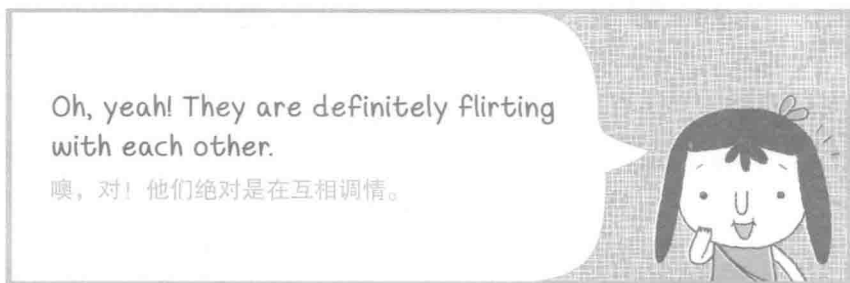 Oh, yeah! They are definitely flirting
with each other.
噢，对！他们绝对是在互相调情。